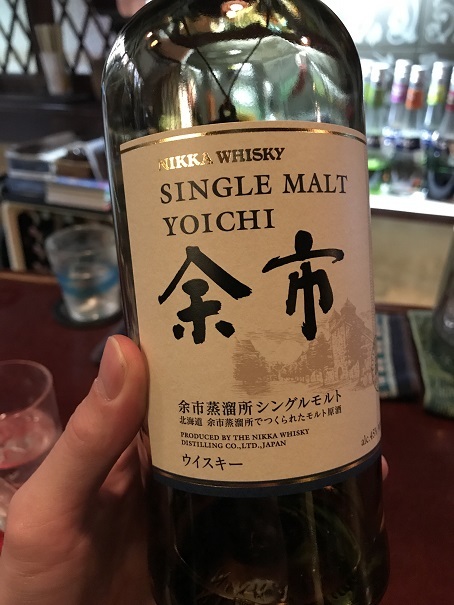 NIKKA WHISKY
SINGLE MALT
YOICHI
余市
余市蒸溜所シングルモルト
北海道 余市蒸溜所でつくられたモルト原酒
PRODUCED BY THE NIKKA WHISKY
DISTILLING CO.,LTD., JAPAN
ウイスキー
alc.45%